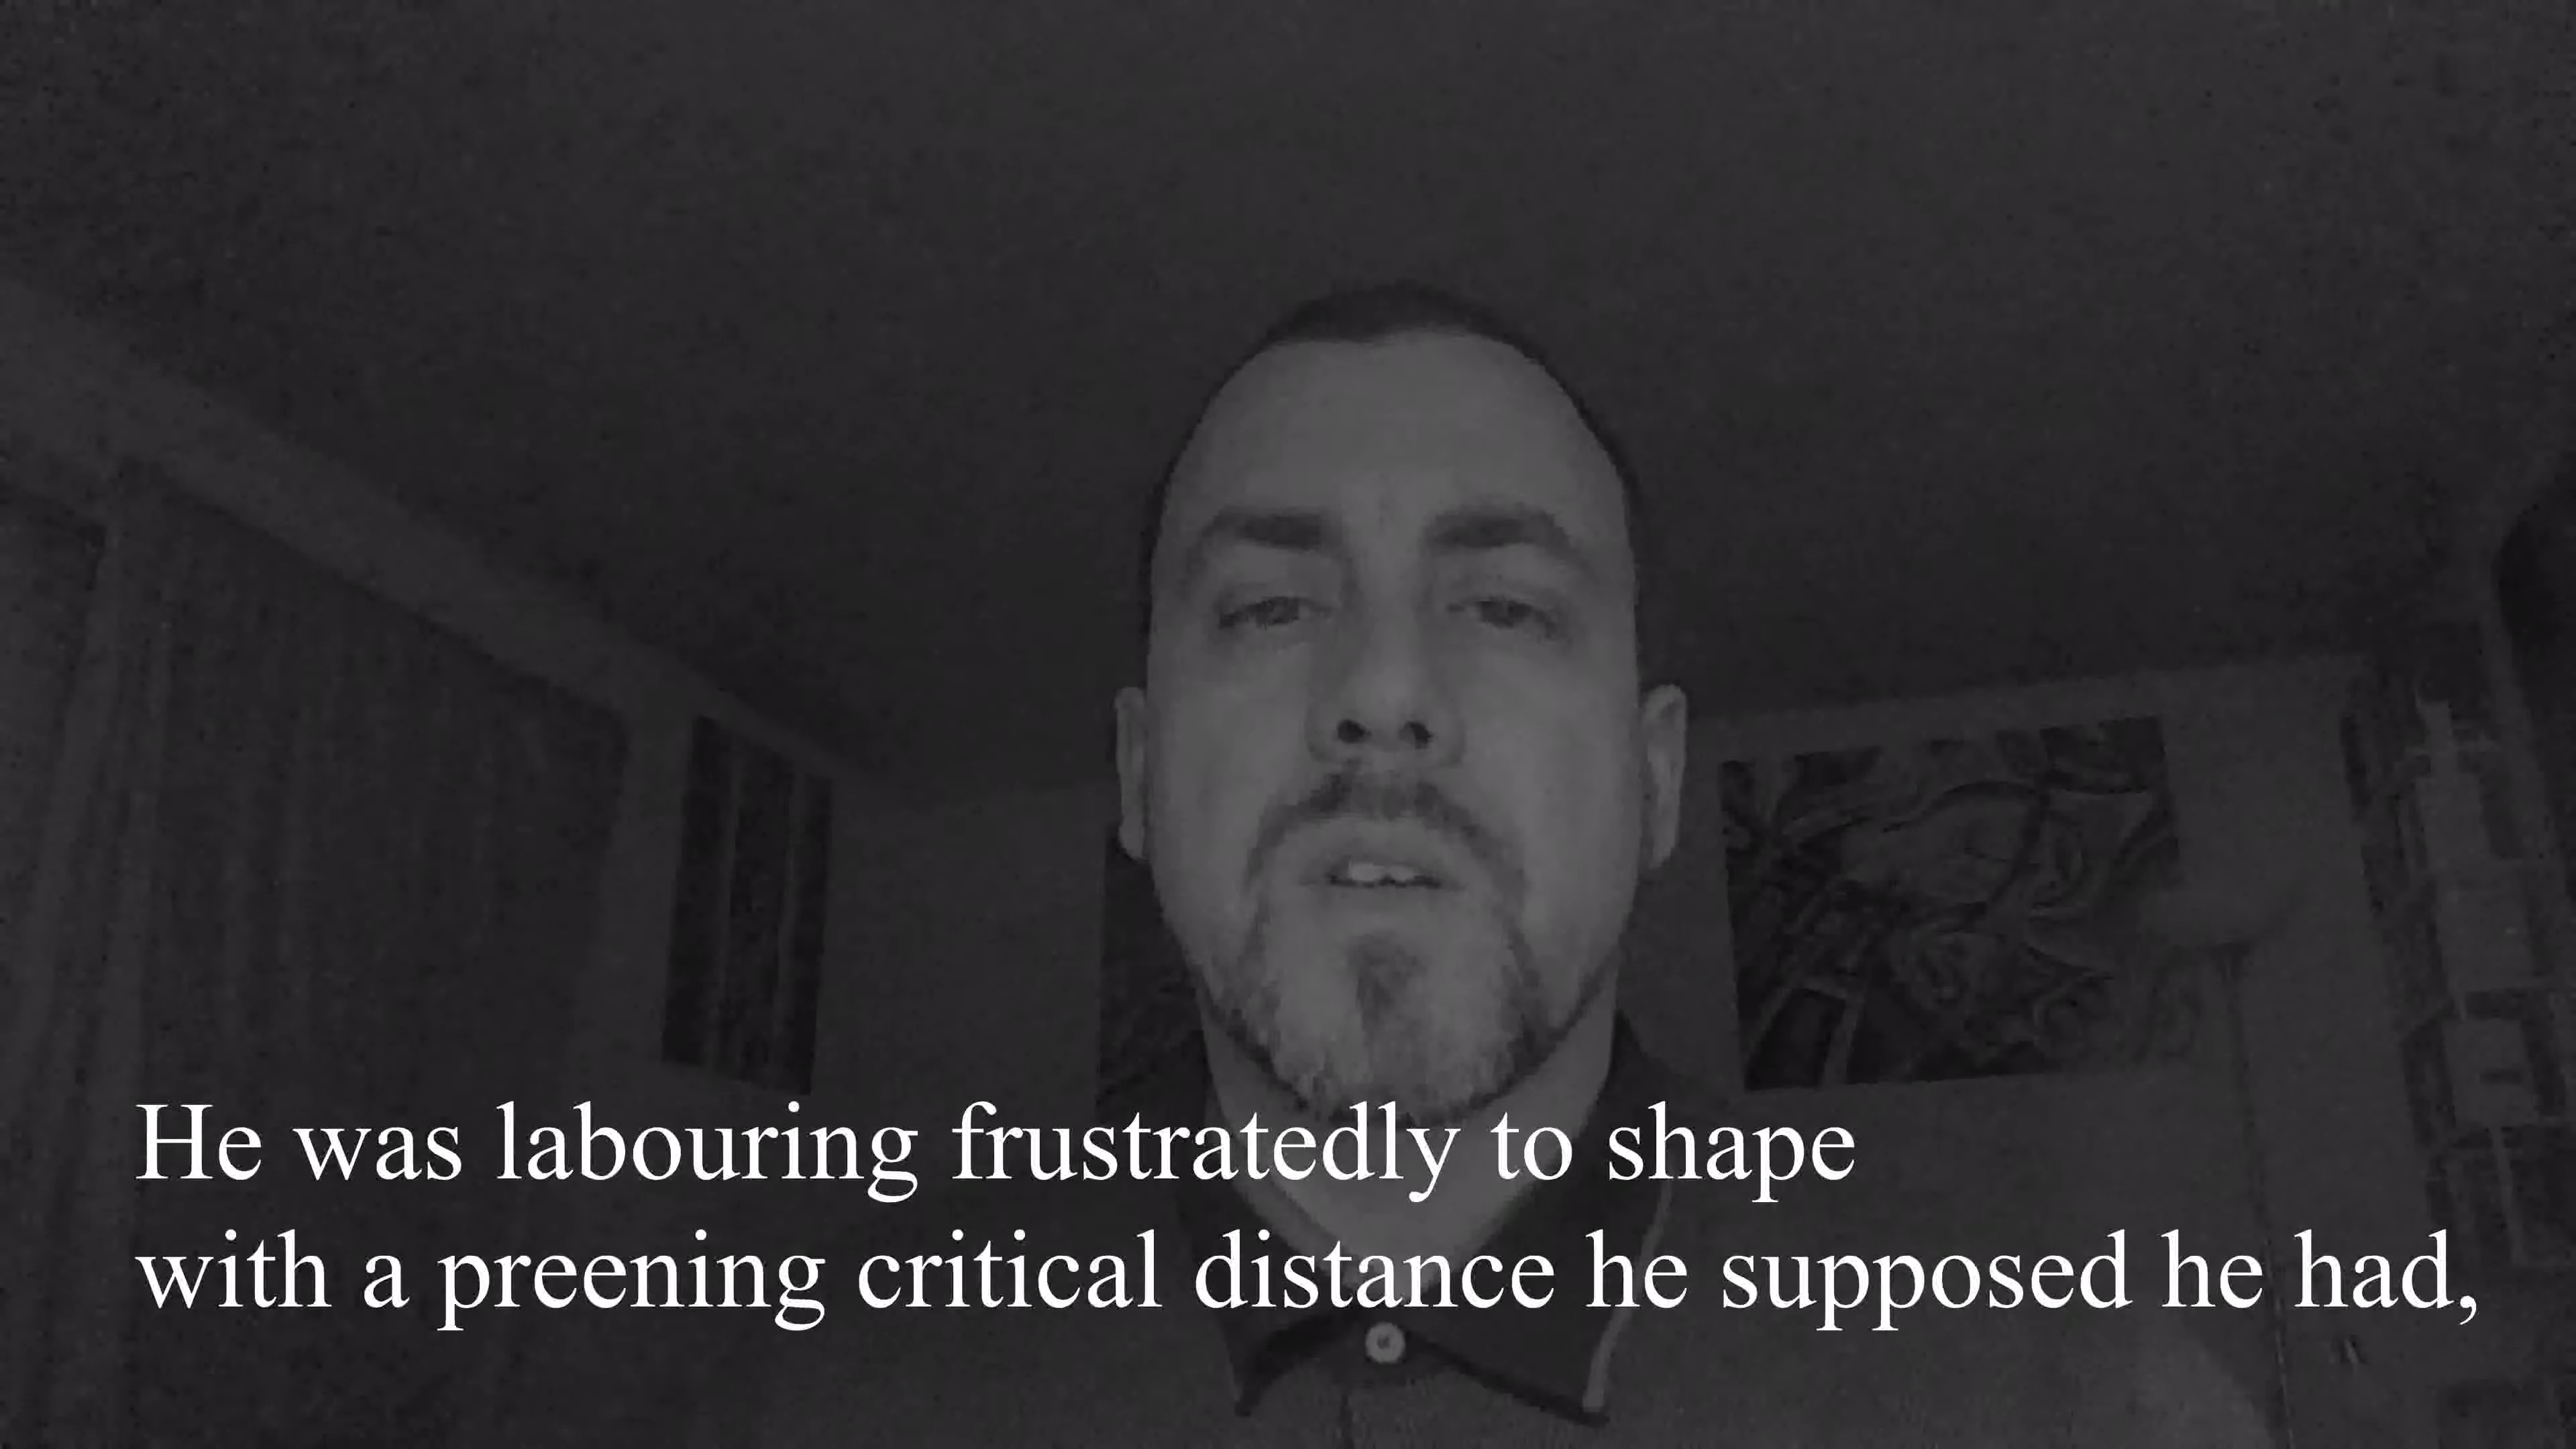 He was labouring frustratedly to shape
with a preening critical distance he supposed he had,